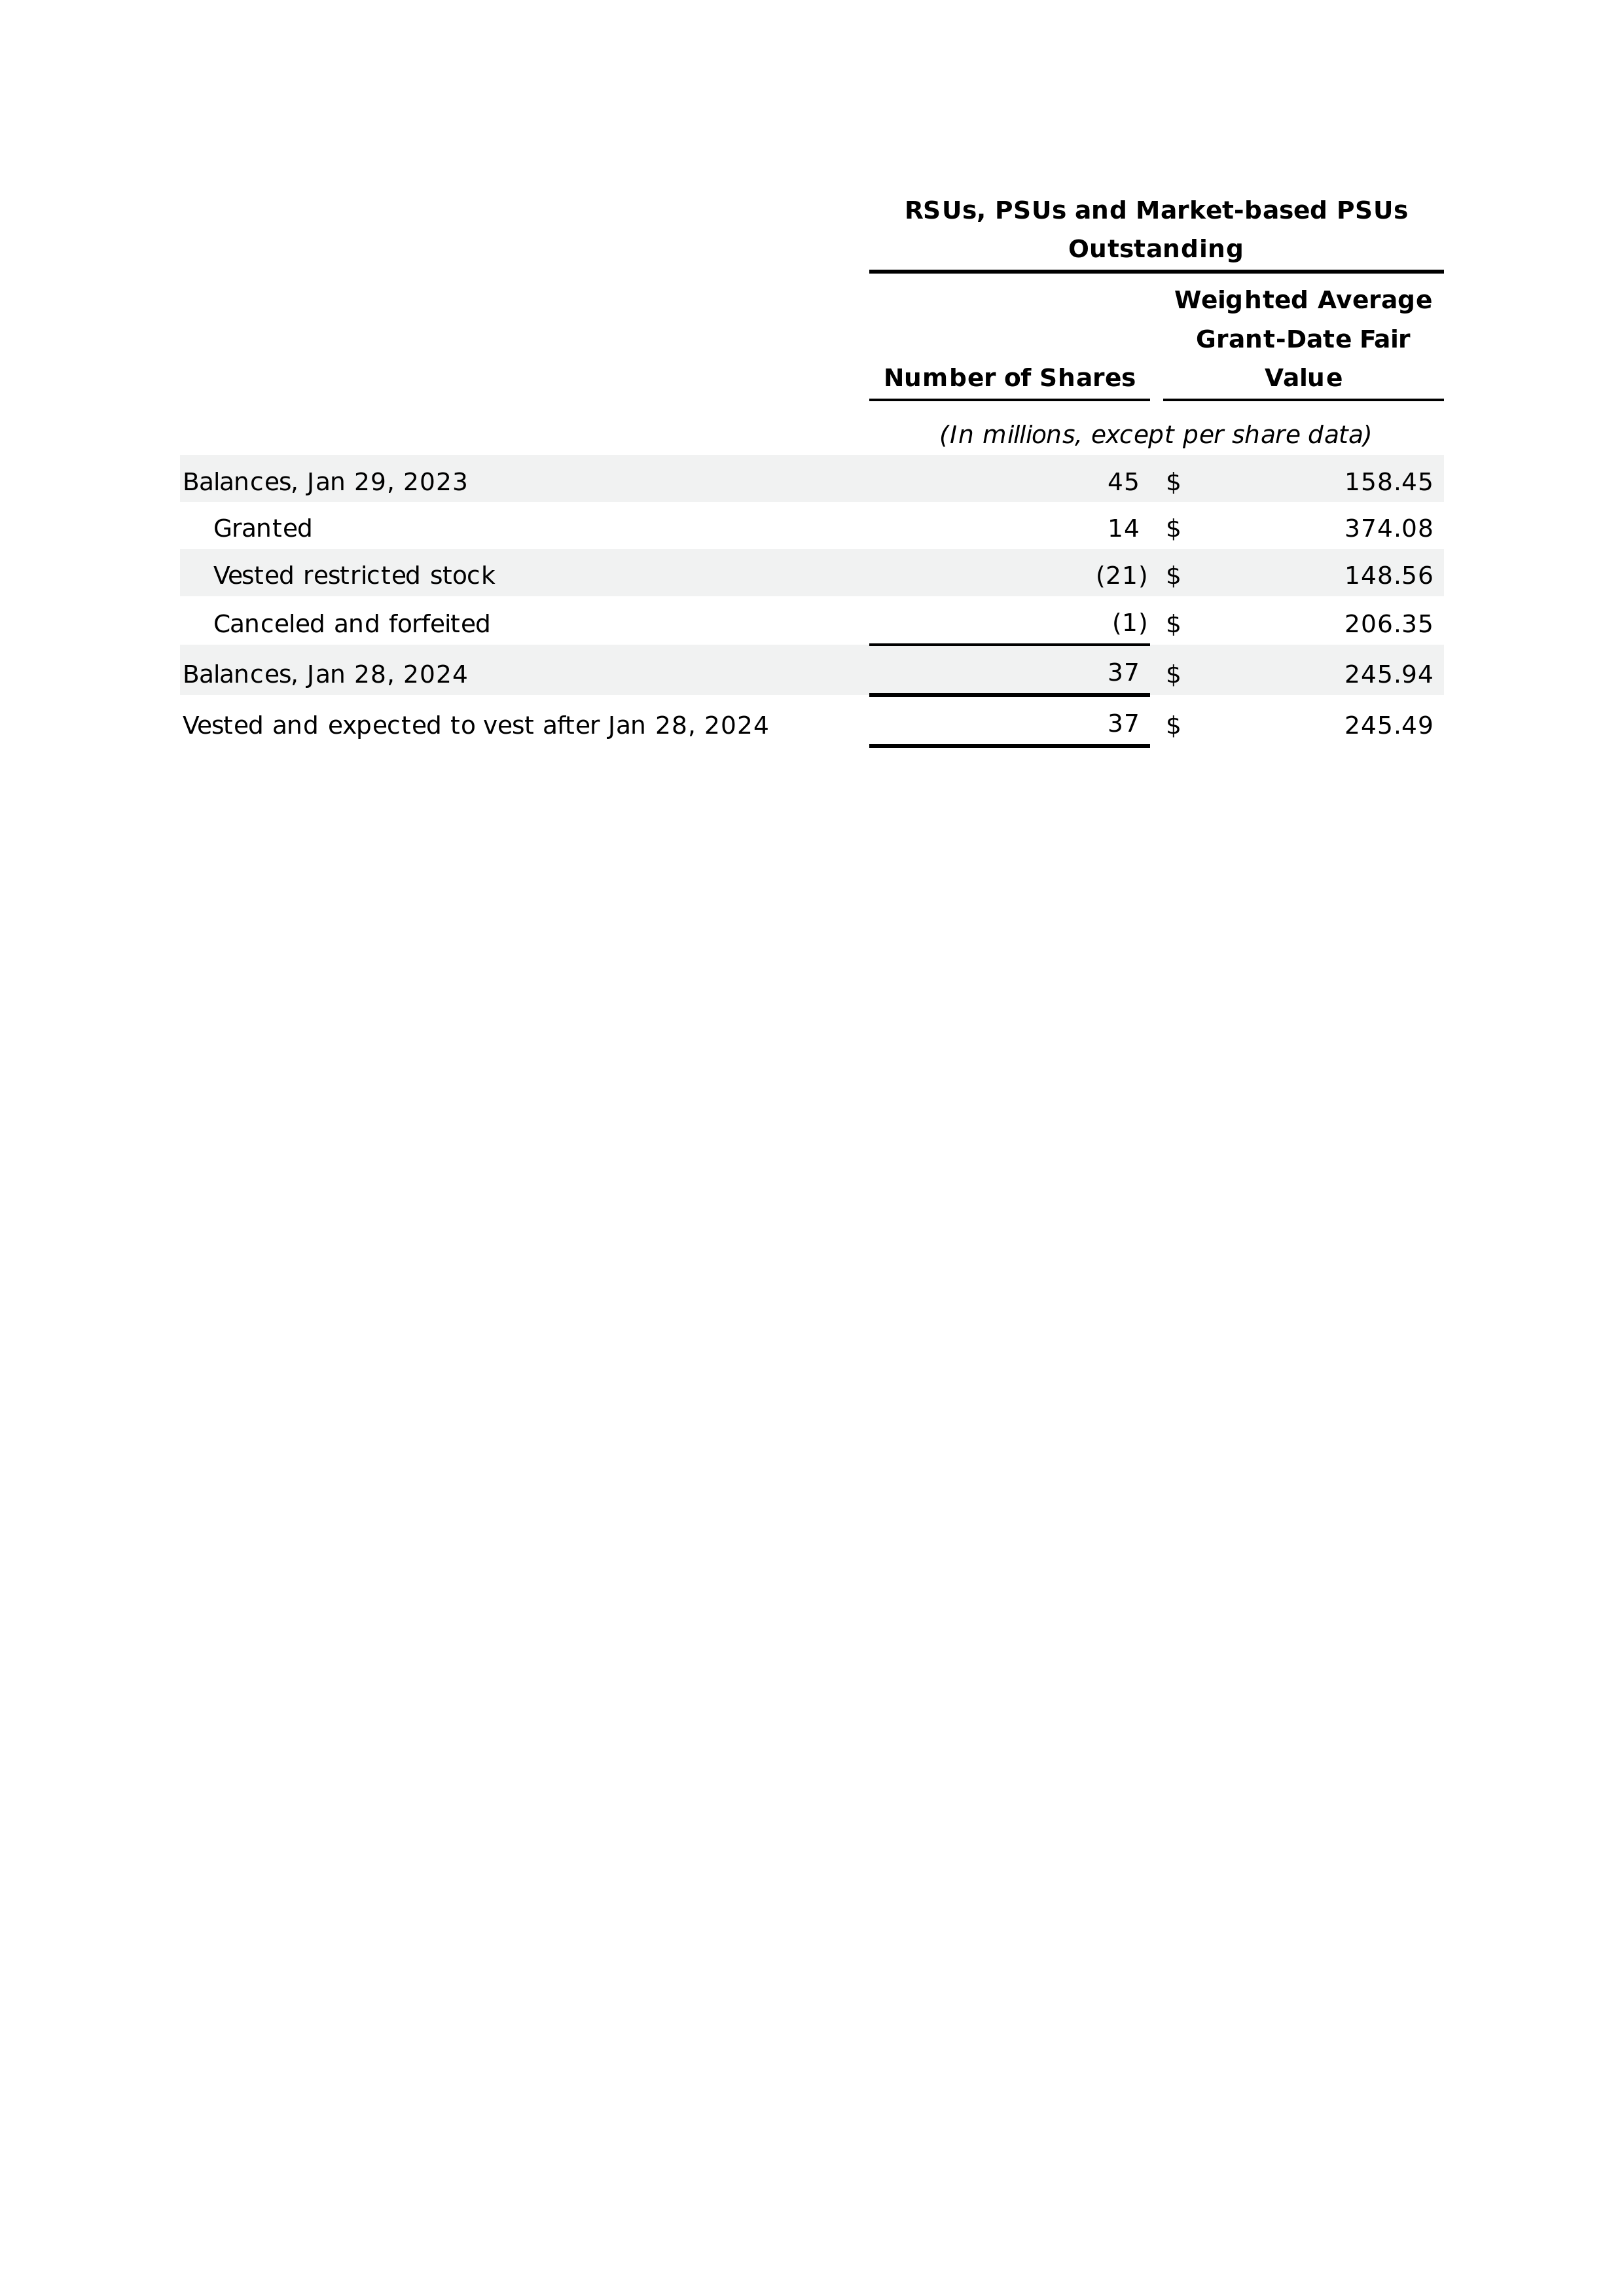 RSUs, PSUs and Market-based PSUs
Outstanding
Weighted Average
Grant-Date Fair
Number of Shares Value
(In millions, except per share data)
Balances, Jan 29, 2023 45 $ 158.45
Granted 14 $ 374.08
Vested restricted stock (21) $ 148.56
Canceled and forfeited (1) $ 206.35
Balances, Jan 28, 2024 37 $ 245.94
Vested and expected to vest after Jan 28, 2024 37 $ 245.49